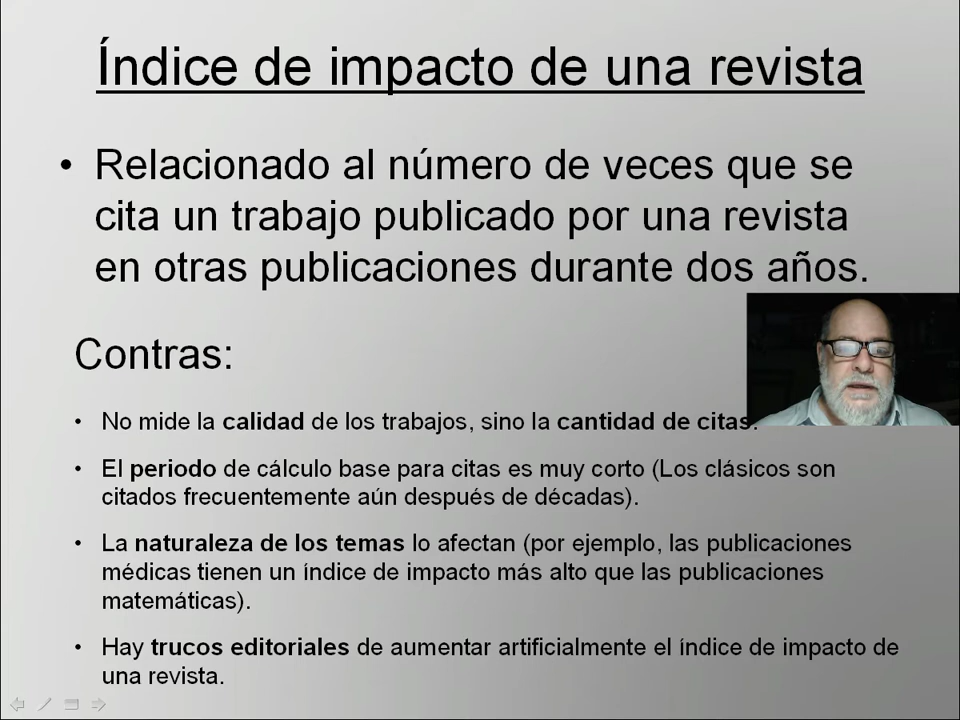 Índice de impacto de una revista
• Relacionado al número de veces que se
cita un trabajo publicado por una revista
en otras publicaciones durante dos años.
Contras:
• No mide la calidad de los trabajos, sino la cantidad de citas.
• El periodo de cálculo base para citas es muy corto (Los clásicos son
citados frecuentemente aún después de décadas).
• La naturaleza de los temas lo afectan (por ejemplo, las publicaciones
médicas tienen un índice de impacto más alto que las publicaciones
matemáticas).
• Hay trucos editoriales de aumentar artificialmente el índice de impacto de
una revista.